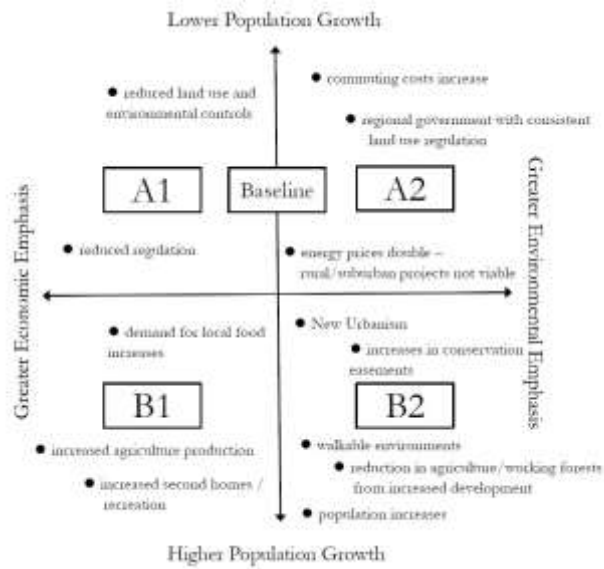 Lower Population Growth
commuting costs increase
reduced land use and
environmental controls
regional government with consistent
land use regulation
A1
Baseline
A2
Greater Economic Emphasis
Greater Environmental Emphasis
reduced regulation
energy prices double –
rural/suburban projects not viable
New Urbanism
demand for local food
increases
increases in conservation
easements
B1
B2
increased agriculture production
walkable environments
reduction in agriculture/working forests
from increased development
increased second homes /
recreation
population increases
Higher Population Growth